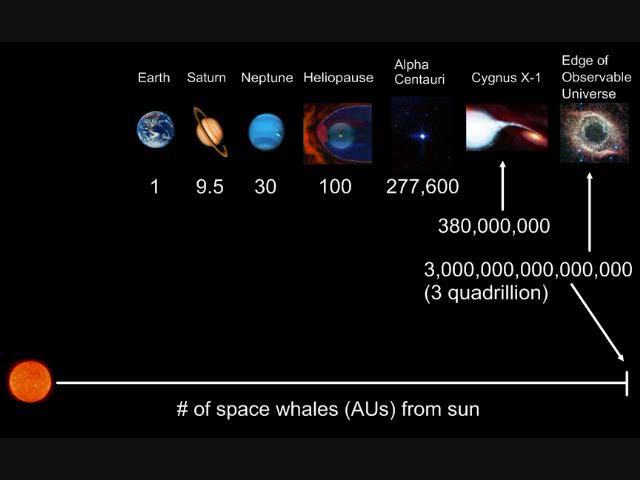 Earth Saturn Neptune Heliopause Alpha Centauri Cygnus X-1 Edge of Observable Universe
1 9.5 30 100 277,600
380,000,000
3,000,000,000,000,000
(3 quadrillion)
# of space whales (AUs) from sun